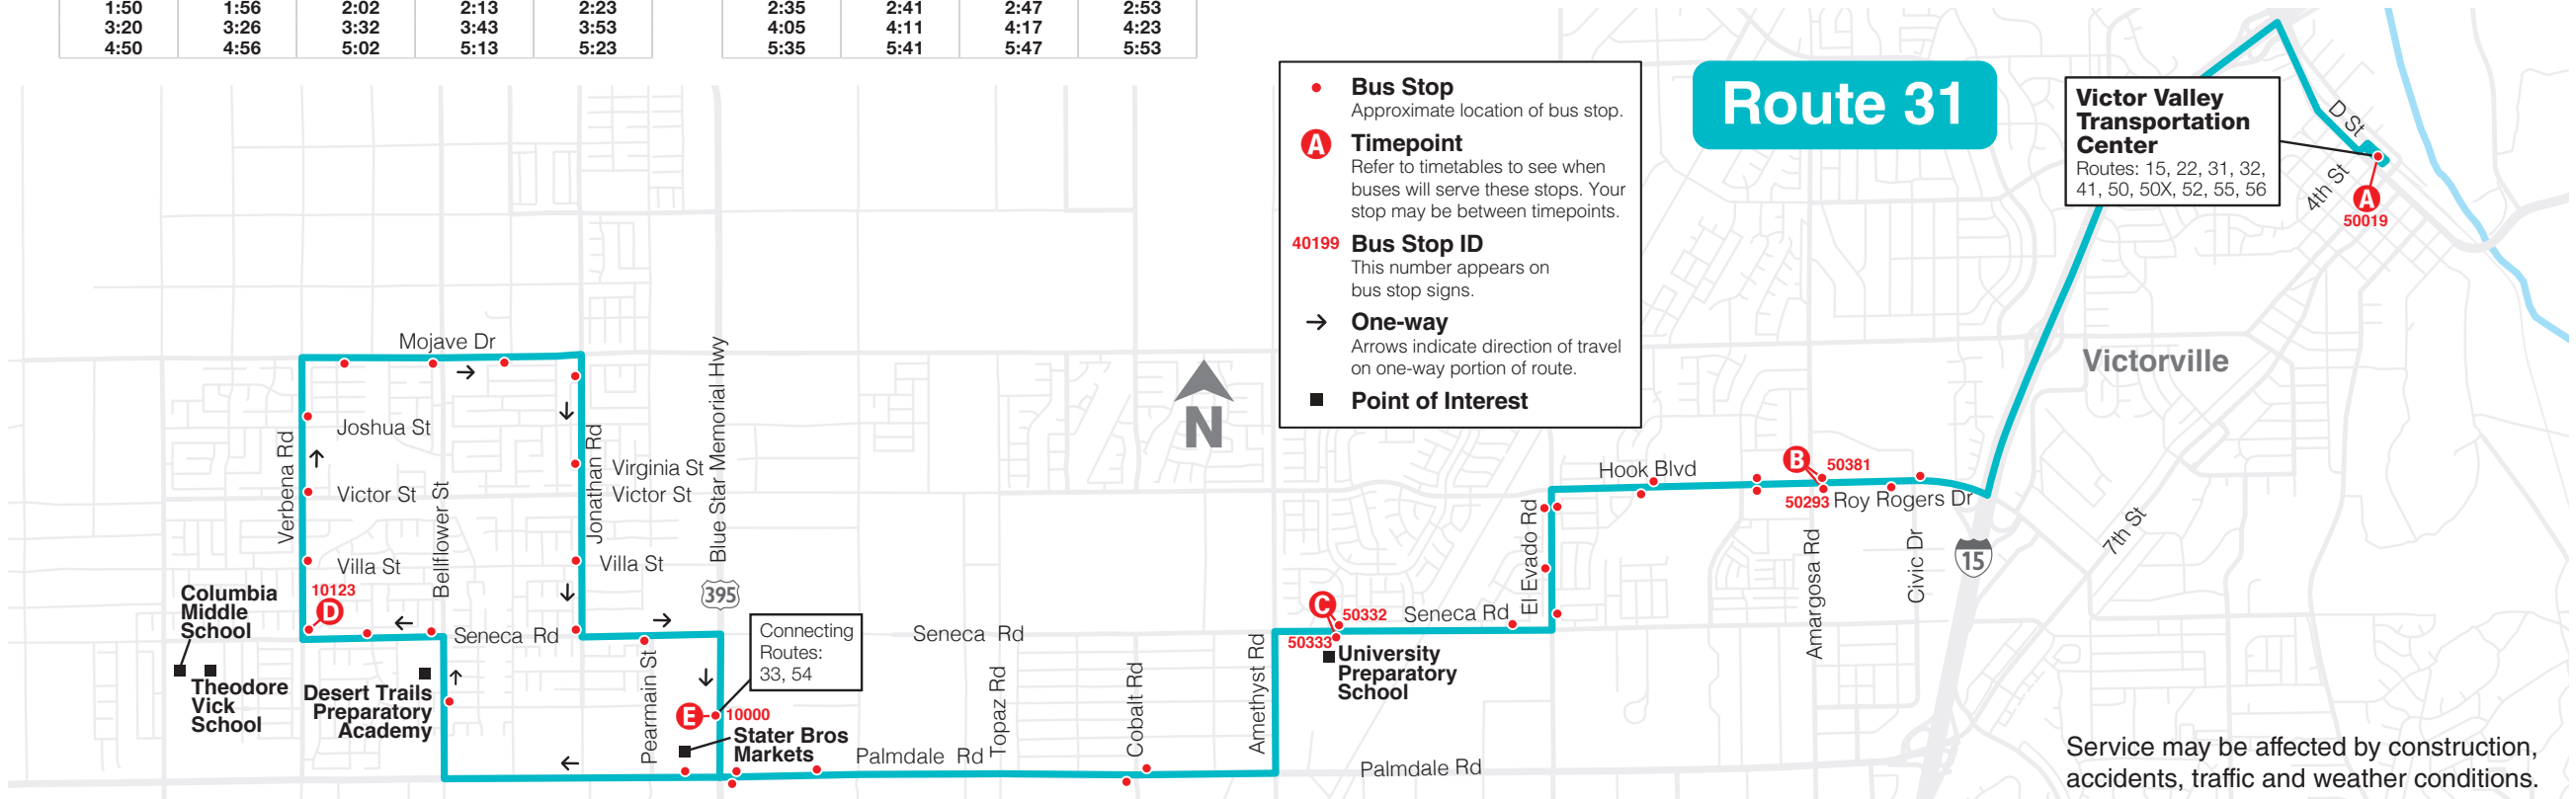 1:50 1:56 2:02 2:13 2:23 2:35 2:41 2:47 2:53
3:20 3:26 3:32 3:43 3:53 4:05 4:11 4:17 4:23
4:50 4:56 5:02 5:13 5:23 5:35 5:41 5:47 5:53
Bus Stop
Approximate location of bus stop.
A Timepoint
Refer to timetables to see when
buses will serve these stops. Your
stop may be between timepoints.
40199 Bus Stop ID
This number appears on
bus stop signs.
One-way
Arrows indicate direction of travel
on one-way portion of route.
Point of Interest
Route 31
Victor Valley
Transportation
Center
Routes: 15, 22, 31, 32,
41, 50, 50X, 52, 55, 56
D St
4th St
A
50019
Victorville
Mojave Dr
Joshua St
Verbena Rd
Victor St
Bellflower St
Villa St
Jonathan Rd
Virginia St
Victor St
Villa St
Blue Star Memorial Hwy
395
N
Columbia
Middle
School
10123
D
Seneca Rd
Theodore
Vick
School
Desert Trails
Preparatory
Academy
Pearmain St
Connecting
Routes:
33, 54
E 10000
Stater Bros
Markets
Seneca Rd
Palmdale Rd
Topaz Rd
Cobalt Rd
Amethyst Rd
C 50332
50333
University
Preparatory
School
Seneca Rd
El Evado Rd
Palmdale Rd
Hook Blvd
B 50381
50293
Roy Rogers Dr
Amargosa Rd
Civic Dr
15
7th St
Service may be affected by construction,
accidents, traffic and weather conditions.